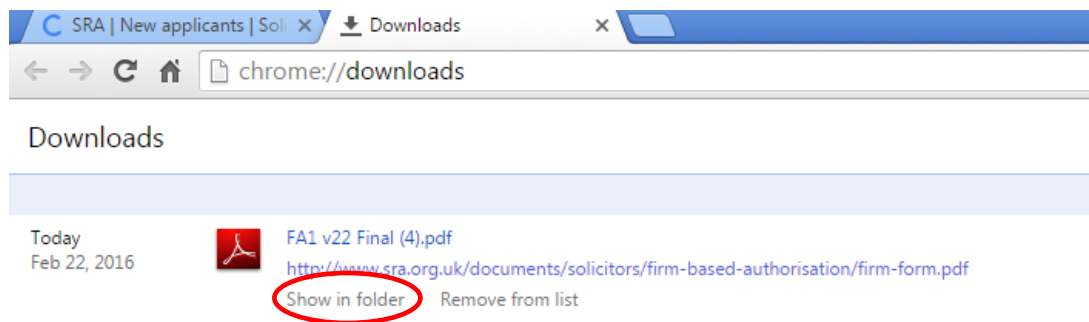 SRA | New applicants | Soli
Downloads
chrome://downloads
Downloads
Today
Feb 22, 2016
FA1 v22 Final (4).pdf
http://www.sra.org.uk/documents/solicitors/firm-based-authorisation/firm-form.pdf
Show in folder Remove from list